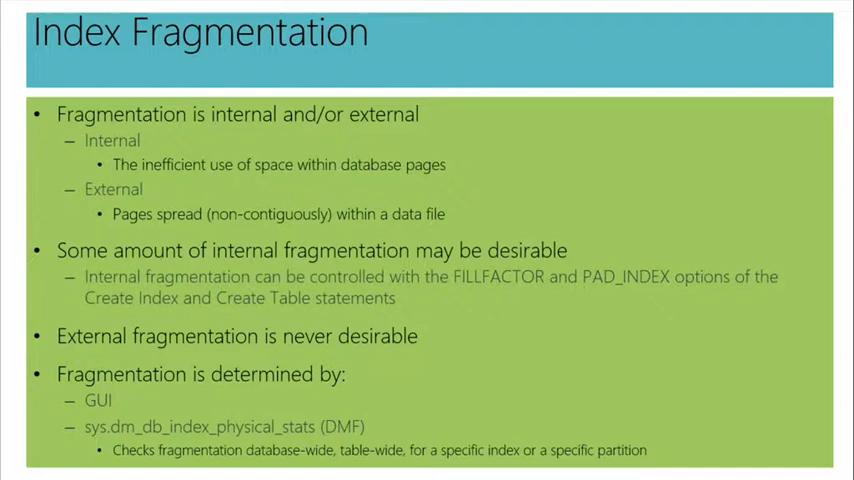 Index Fragmentation
• Fragmentation is internal and/or external
– Internal
• The inefficient use of space within database pages
– External
• Pages spread (non-contiguously) within a data file
• Some amount of internal fragmentation may be desirable
– Internal fragmentation can be controlled with the FILLFACTOR and PAD_INDEX options of the
Create Index and Create Table statements
• External fragmentation is never desirable
• Fragmentation is determined by:
– GUI
– sys.dm_db_index_physical_stats (DMF)
• Checks fragmentation database-wide, table-wide, for a specific index or a specific partition